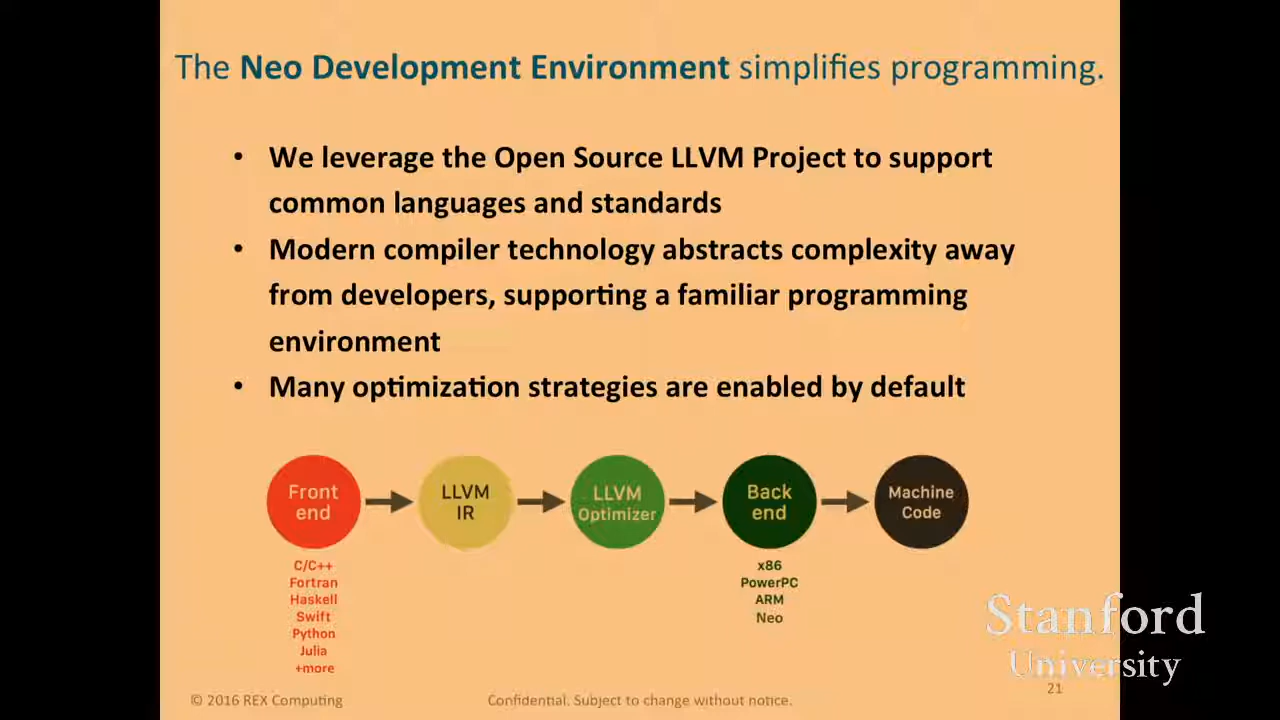 The Neo Development Environment simplifies programming.
• We leverage the Open Source LLVM Project to support
common languages and standards
• Modern compiler technology abstracts complexity away
from developers, supporting a familiar programming
environment
• Many optimization strategies are enabled by default
Front
end
LLVM
IR
LLVM
Optimizer
Back
end
Machine
Code
C/C++
Fortran
Haskell
Swift
Python
Julia
+more
x86
PowerPC
ARM
Neo
Stanford
University
© 2016 REX Computing
Confidential. Subject to change without notice.
21